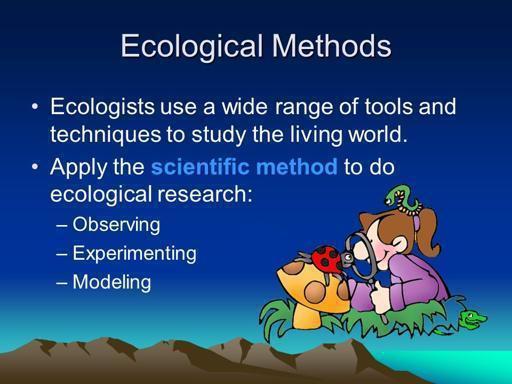 Ecological Methods
• Ecologists use a wide range of tools and
techniques to study the living world.
• Apply the scientific method to do
ecological research:
– Observing
– Experimenting
– Modeling